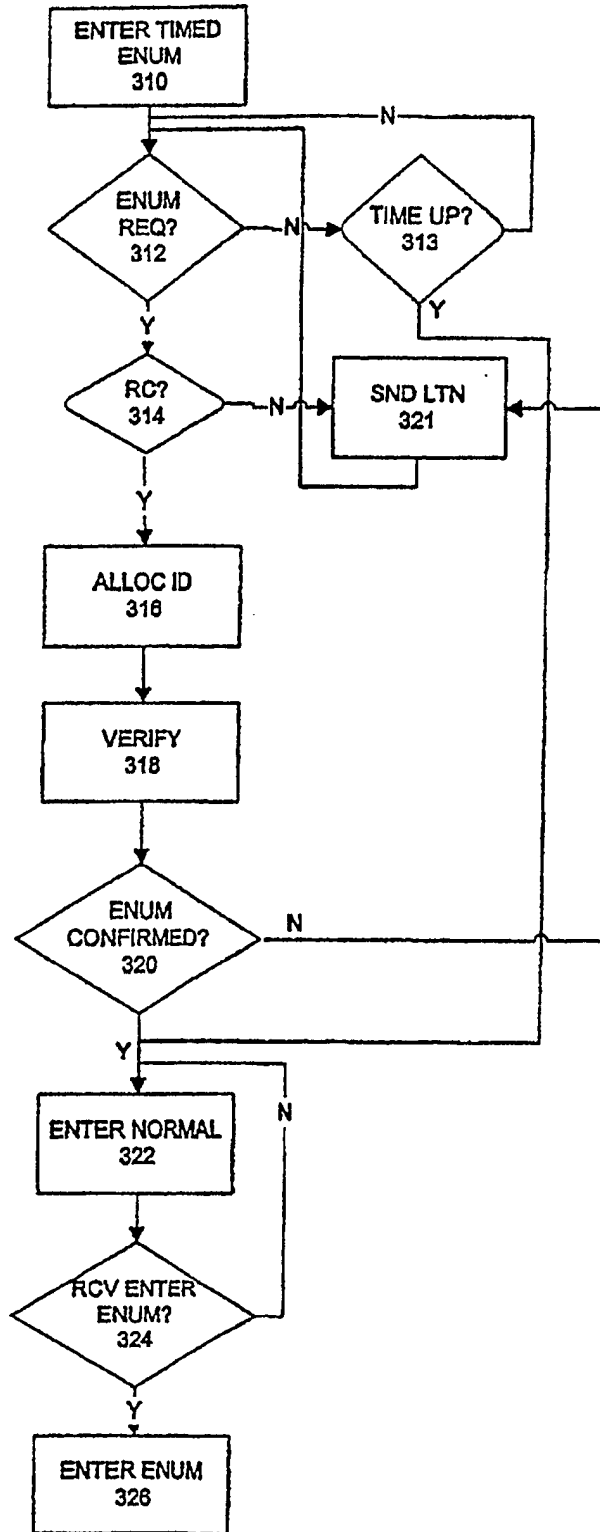 ENTER TIMED
ENUM
310
N
ENUM
REQ?
312
N
TIME UP?
313
Y
Y
RC?
314
N
SND LTN
321
Y
ALLOC ID
316
VERIFY
318
ENUM
CONFIRMED?
320
N
Y
ENTER NORMAL
322
N
RCV ENTER
ENUM?
324
Y
ENTER ENUM
326